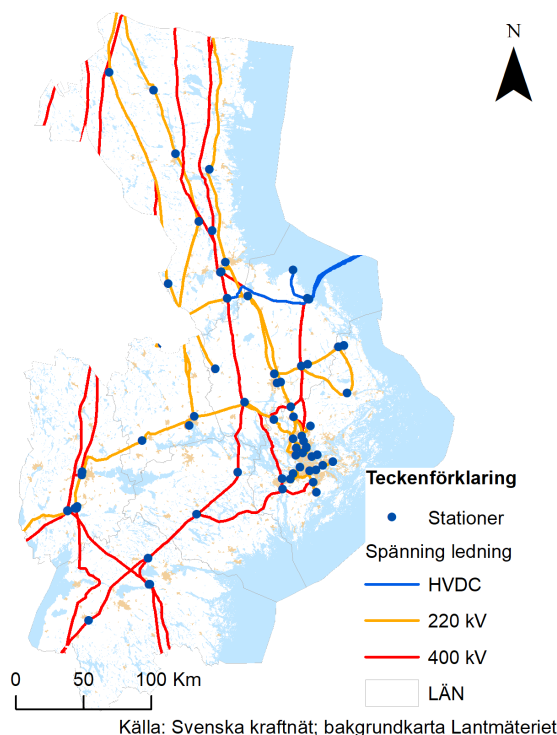 N
Teckenförklaring
Stationer
Spänning ledning
HVDC
220 kV
400 kV
LÄN
0 50 100 Km
Källa: Svenska kraftnät; bakgrundkarta Lantmäteriet